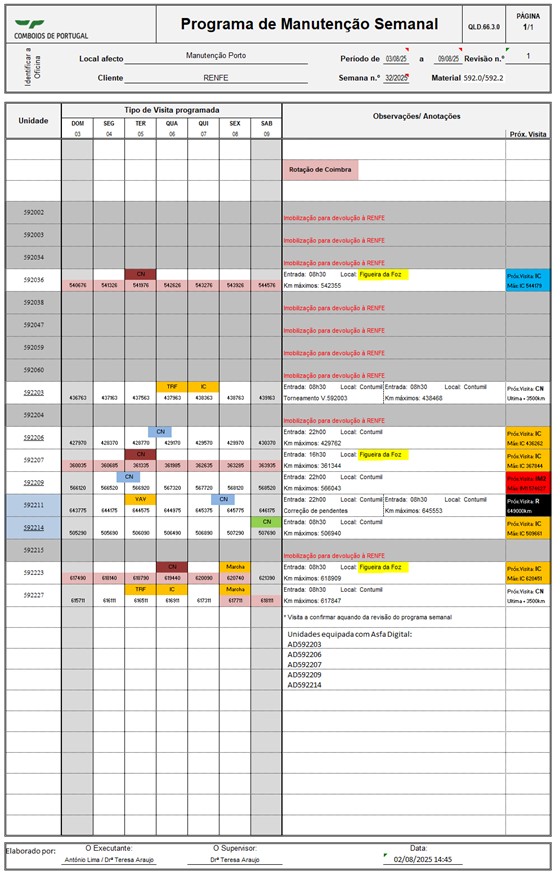 COMBOIOS DE PORTUGAL
Programa de Manutenção Semanal
QLD.66.3.0
PÁGINA
1/1
Identificar a Oficina
Local afecto Manutenção Porto
Periodo de 03/08/25 a 09/08/25 Revisão n.º 1
Cliente RENFE
Semana n.º 32/2025 Material 592.0/592.2
Unidade
Tipo de Visita programada
Observações/ Anotações
Próx. Visita
DOM SEG TER QUA QUI SEX SAB
03 04 05 06 07 08 09
Rotação de Coimbra
592002 Imobilização para devolução à RENFE
592003 Imobilização para devolução à RENFE
592034 Imobilização para devolução à RENFE
592036 CN Entrada: 08h30 Local: Figueira da Foz Próx.Visita: IC
540676 541326 541976 542626 543276 543926 544576 Km máximos: 542355 Máx:IC 544179
592038 Imobilização para devolução à RENFE
592047 Imobilização para devolução à RENFE
592059 Imobilização para devolução à RENFE
592060 Imobilização para devolução à RENFE
592203 TRF IC Entrada: 08h30 Local: Contumil Entrada: 08h30 Local: Contumil Próx.Visita: CN
436763 437163 437563 437963 438363 438763 439163 Torneamento V.592003 Km máximos: 438468 Ultima + 3500km
592204 Imobilização para devolução à RENFE
592206 CN Entrada: 22h00 Local: Contumil Próx.Visita: IC
427970 428370 428770 429170 429570 429970 430370 Km máximos: 429762 Máx:IC 436262
592207 CN Entrada: 16h30 Local: Figueira da Foz Próx.Visita: IC
360035 360685 361335 361985 362635 363285 363935 Km máximos: 361344 Máx:IC 367844
592209 CN Entrada: 22h00 Local: Contumil
566120 566520 566920 567320 567720 568120 568520 Km máximos: 566043
592211 YAV CN Entrada: 22h00 Local: Contumil Entrada: 08h30 Local: Contumil Próx.Visita: R
643775 644175 644575 644975 645375 645775 646175 Correção de pendentes Km máximos: 645553 649000km
592214 CN Entrada: 08h30 Local: Contumil Próx.Visita: IC
505290 505690 506090 506490 506890 507290 507690 Km máximos: 506940 Máx:IC 509661
592215 Imobilização para devolução à RENFE
592223 CN Marcha Entrada: 08h30 Local: Figueira da Foz Próx.Visita: IC
617490 618140 618790 619440 620090 620740 621390 Km máximos: 618909 Máx:IC 620451
592227 TRF IC Marcha Entrada: 08h30 Local: Contumil Próx.Visita: CN
615711 616111 616511 616911 617311 617711 618111 Km máximos: 617847 Ultima + 3500km
* Visita a confirmar aquando da revisão do programa semanal
Unidades equipada com Asfa Digital:
AD592203
AD592206
AD592207
AD592209
AD592214
Elaborado por: O Executante: O Supervisor: Data:
António Lima / Drª Teresa Araujo Drª Teresa Araujo 02/08/2025 14:45